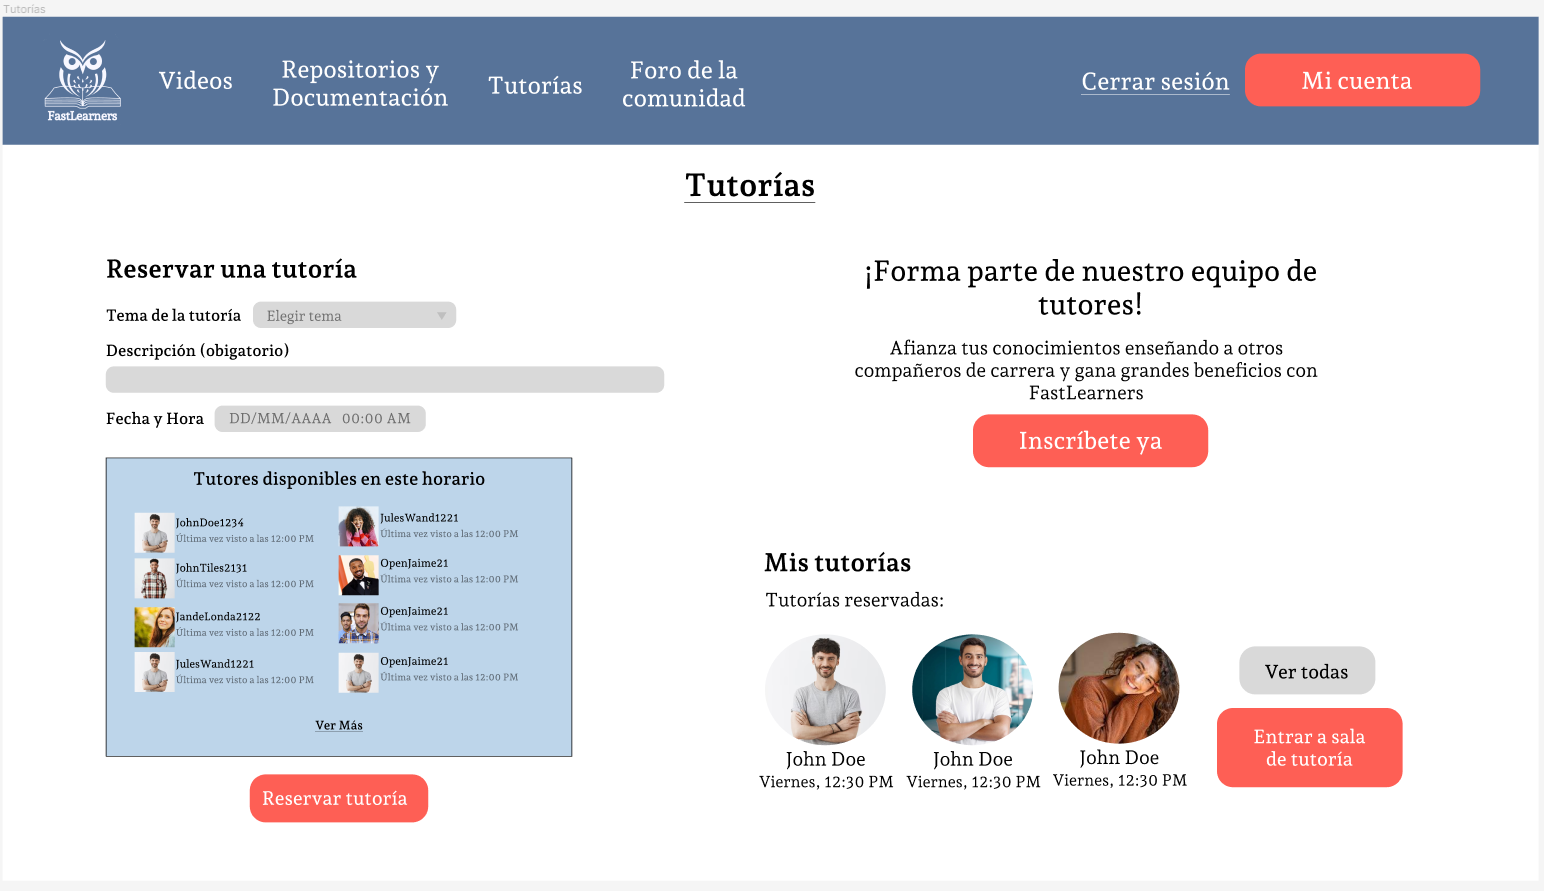 Tutorías
FastLearners
Videos
Repositorios y
Documentación
Tutorías
Foro de la
comunidad
Cerrar sesión
Mi cuenta
Tutorías
Reservar una tutoría
Tema de la tutoría
Elegir tema
Descripción (obigatorio)
Fecha y Hora
DD/MM/AAAA 00:00 AM
Tutores disponibles en este horario
JohnDoe1234
Última vez visto a las 12:00 PM
JohnTiles2131
Última vez visto a las 12:00 PM
JandeLonda2122
Última vez visto a las 12:00 PM
JulesWand1221
Última vez visto a las 12:00 PM
JulesWand1221
Última vez visto a las 12:00 PM
OpenJaime21
Última vez visto a las 12:00 PM
OpenJaime21
Última vez visto a las 12:00 PM
OpenJaime21
Última vez visto a las 12:00 PM
Ver Más
Reservar tutoría
¡Forma parte de nuestro equipo de
tutores!
Afianza tus conocimientos enseñando a otros
compañeros de carrera y gana grandes beneficios con
FastLearners
Inscríbete ya
Mis tutorías
Tutorías reservadas:
John Doe
Viernes, 12:30 PM
John Doe
Viernes, 12:30 PM
John Doe
Viernes, 12:30 PM
Ver todas
Entrar a sala
de tutoría